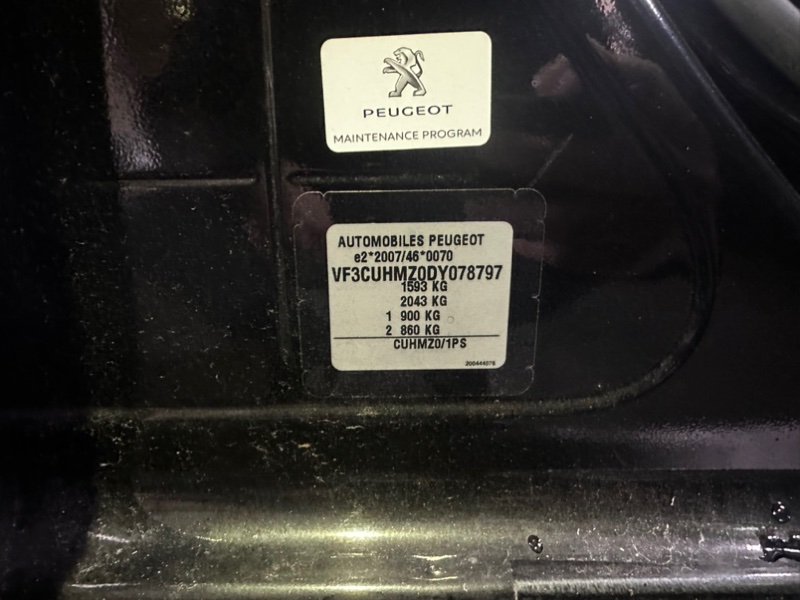 PEUGEOT
MAINTENANCE PROGRAM
AUTOMOBILES PEUGEOT
e2*2007/46*0070
VF3CUHMZ0DY078797
1593 KG
2043 KG
1 900 KG
2 860 KG
CUHMZ0/1PS